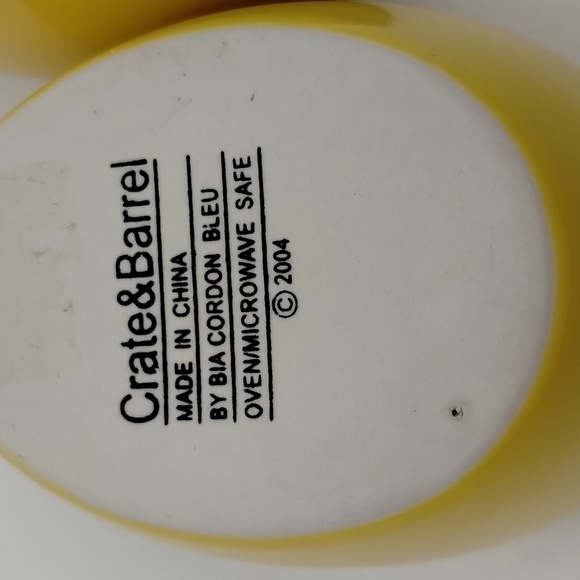 Crate&Barrel
MADE IN CHINA
BY BIA CORDON BLEU
OVEN/MICROWAVE SAFE
© 2004